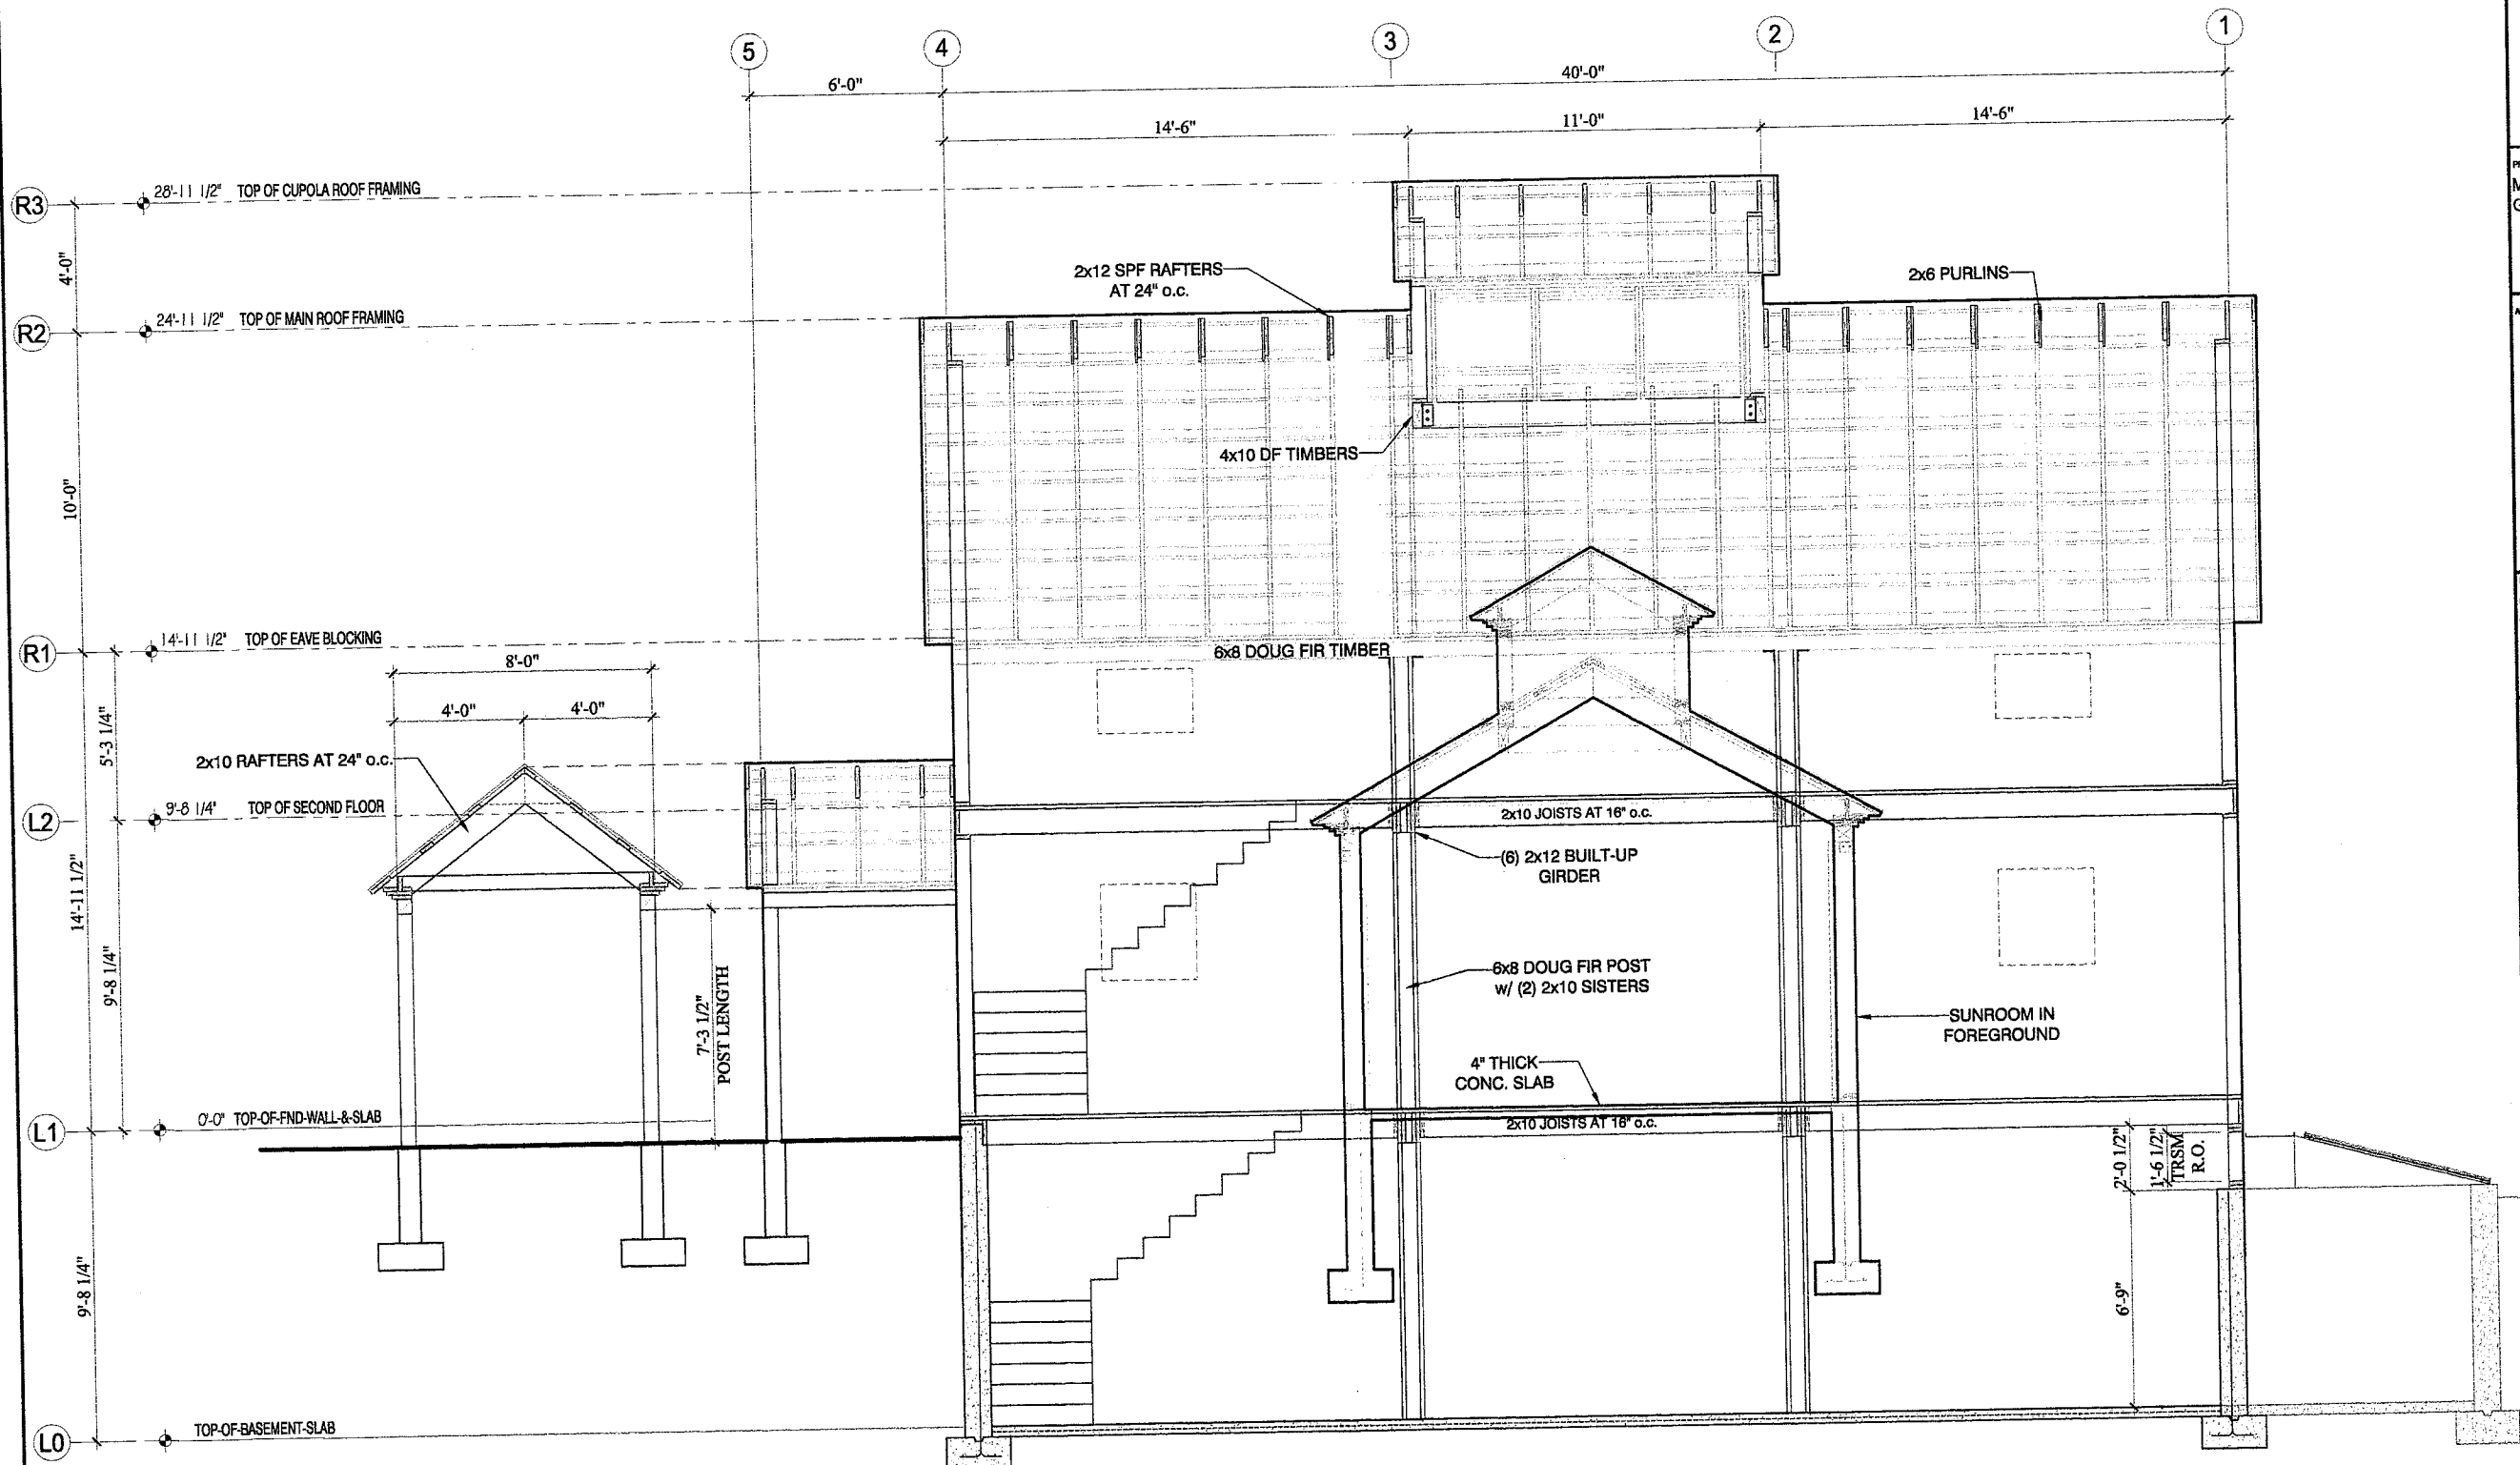 5
4
3
2
1
6'-0"
40'-0"
14'-6"
11'-0"
14'-6"
R3
28'-11 1/2" TOP OF CUPOLA ROOF FRAMING
4'-0"
2x12 SPF RAFTERS
AT 24" o.c.
2x6 PURLINS
R2
24'-11 1/2" TOP OF MAIN ROOF FRAMING
4x10 DF TIMBERS
10'-0"
R1
14'-11 1/2" TOP OF EAVE BLOCKING
6x8 DOUG FIR TIMBER
8'-0"
4'-0"
4'-0"
5'-3 1/4"
2x10 RAFTERS AT 24" o.c.
L2
9'-8 1/4" TOP OF SECOND FLOOR
2x10 JOISTS AT 16" o.c.
(6) 2x12 BUILT-UP
GIRDER
14'-11 1/2"
9'-8 1/4"
7'-3 1/2"
POST LENGTH
6x8 DOUG FIR POST
w/ (2) 2x10 SISTERS
SUNROOM IN
FOREGROUND
4" THICK
CONC. SLAB
L1
0'-0" TOP-OF-FND-WALL-&-SLAB
2x10 JOISTS AT 16" o.c.
2'-0 1/2"
1'-6 1/2"
TRSM
R.O.
9'-8 1/4"
6'-9"
L0
TOP-OF-BASEMENT-SLAB